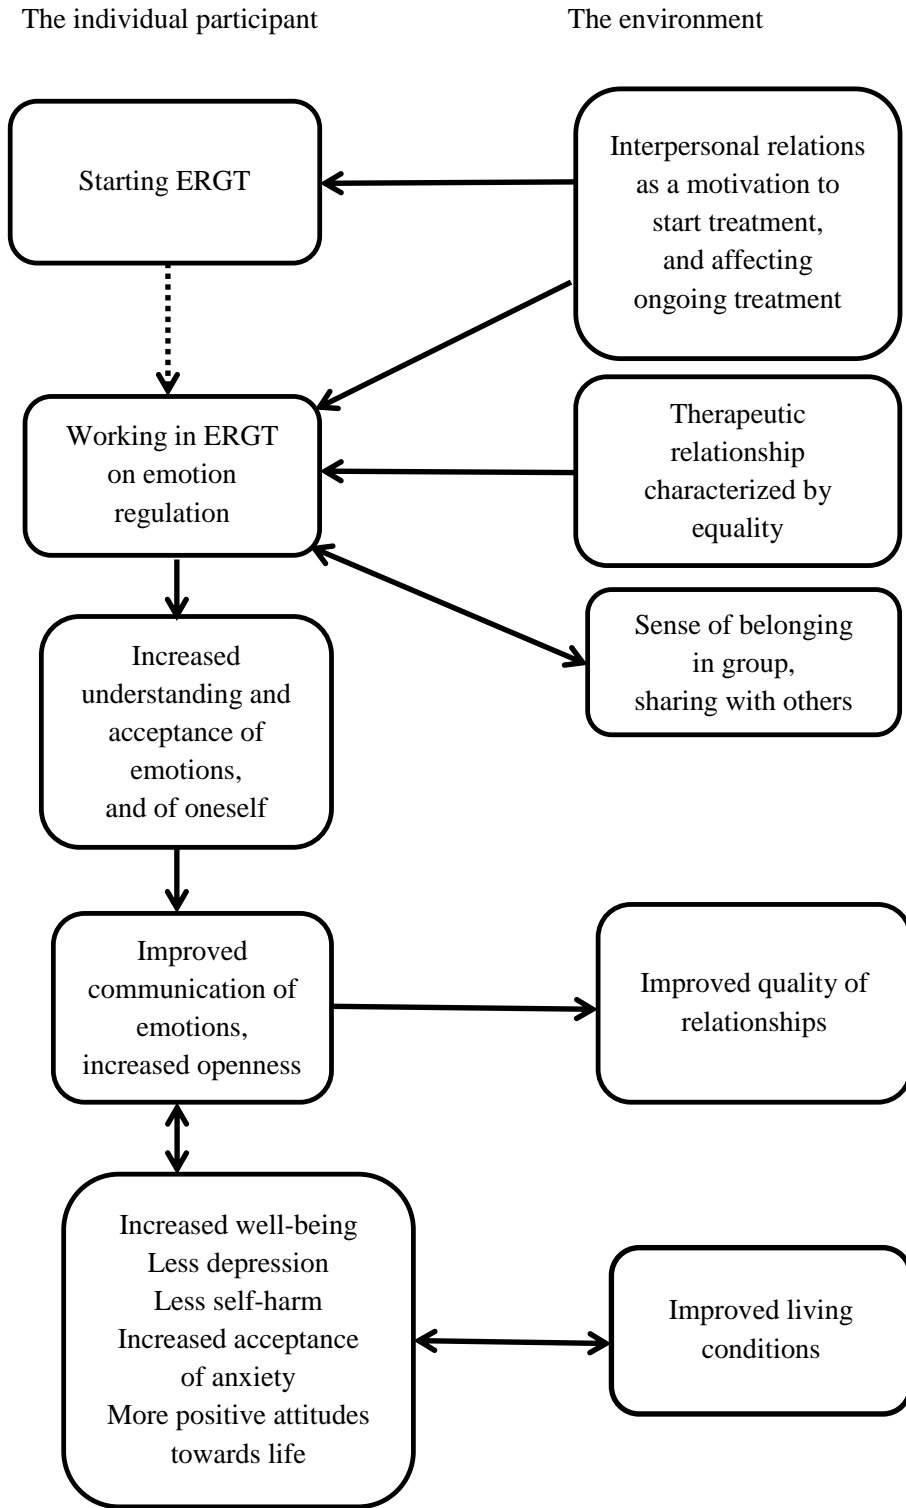 The individual participant
The environment
Starting ERGT
Interpersonal relations
as a motivation to
start treatment,
and affecting
ongoing treatment
Working in ERGT
on emotion
regulation
Therapeutic
relationship
characterized by
equality
Sense of belonging
in group,
sharing with others
Increased
understanding and
acceptance of
emotions,
and of oneself
Improved
communication of
emotions,
increased openness
Improved quality of
relationships
Increased well-being
Less depression
Less self-harm
Increased acceptance
of anxiety
More positive attitudes
towards life
Improved living
conditions